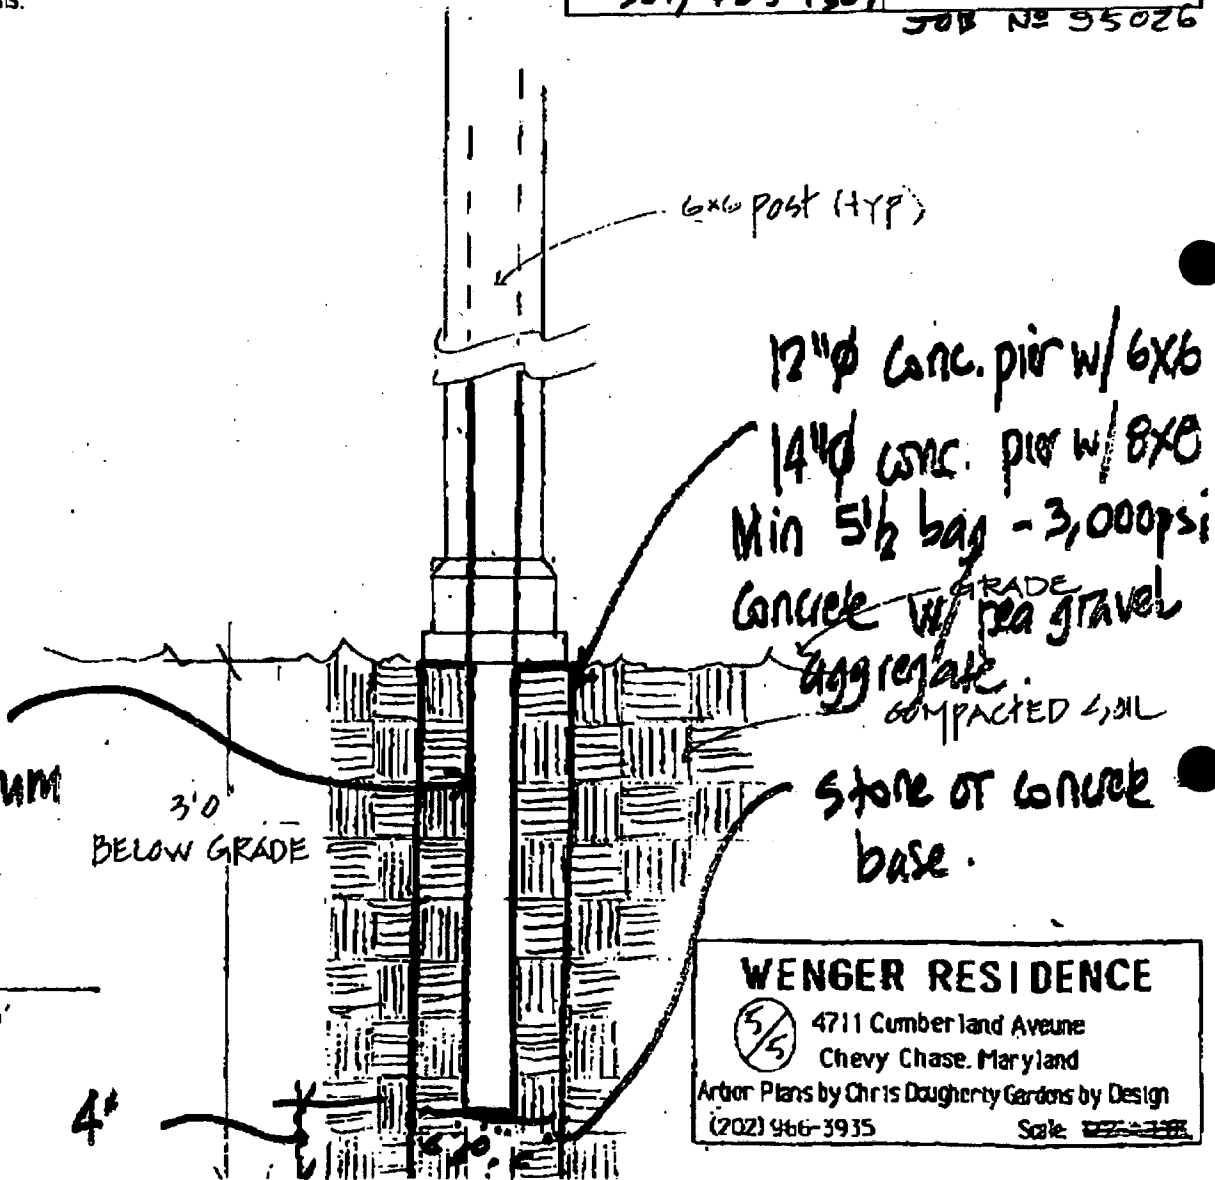 JOB Nº 95026
6x6 post (typ)
12"ø conc. pier w/ 6x6
14"ø conc. pier w/ 8x8
Min 5½ bag - 3,000psi
concrete w/ pea gravel
aggregate.
GRADE
COMPACTED SOIL
3'0
BELOW GRADE
stone or concrete
base.
4"
WENGER RESIDENCE
5/5
4711 Cumberland Aveune
Chevy Chase. Maryland
Arbor Plans by Chris Dougherty Gardens by Design
(202) 966-3935
Scale